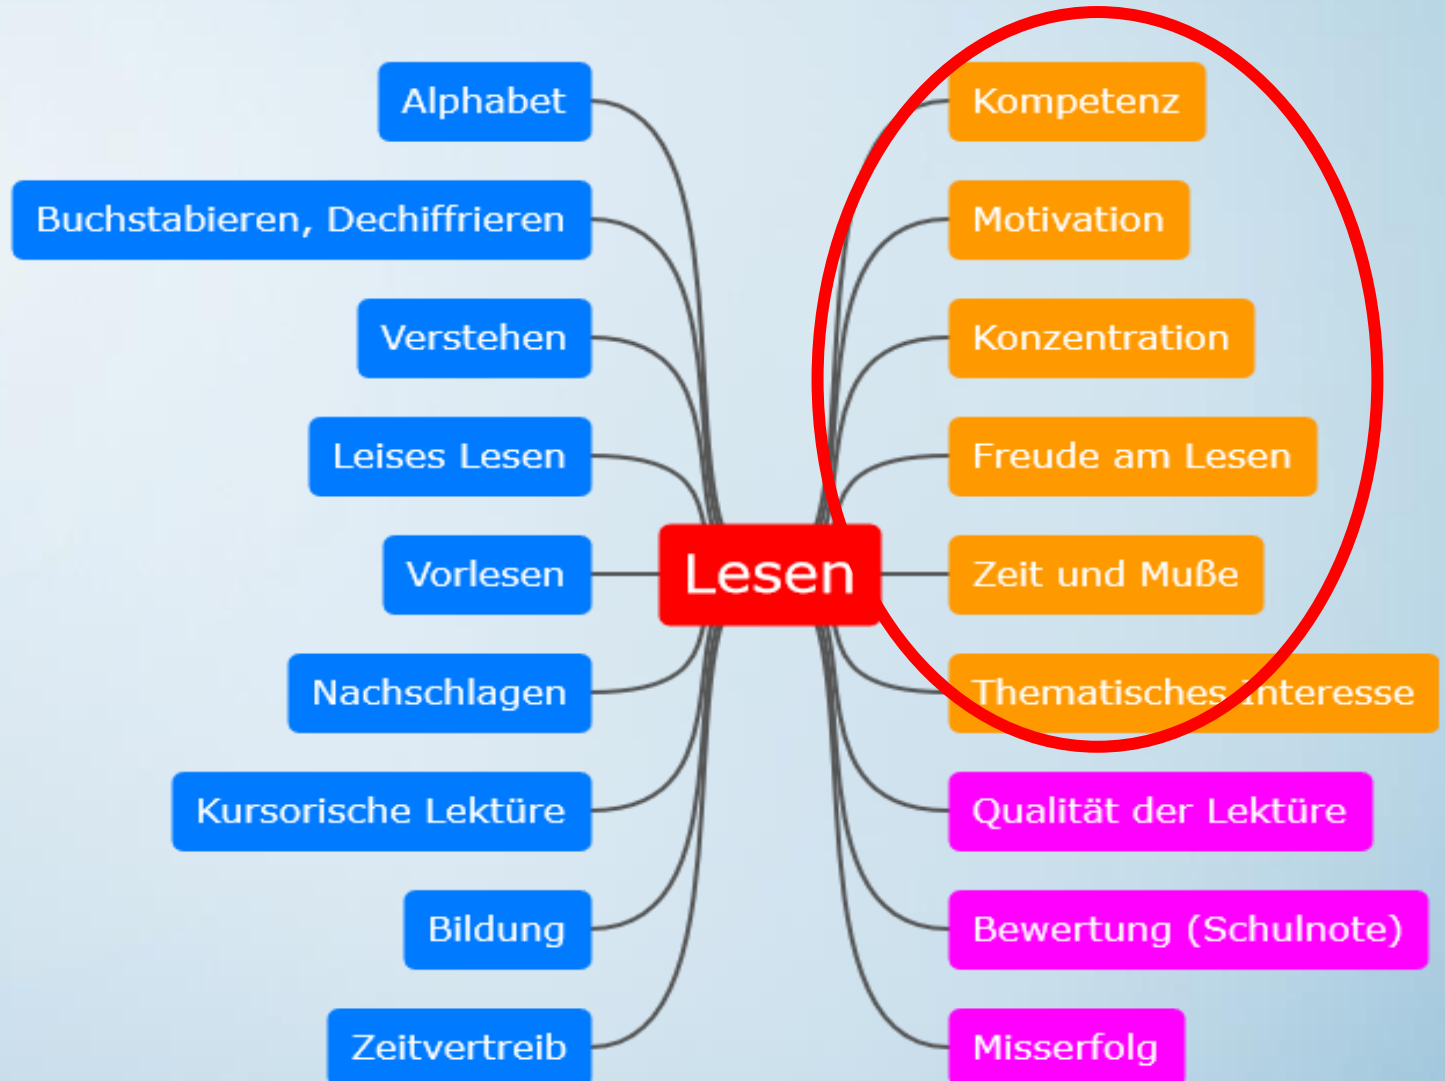 Alphabet
Buchstabieren, Dechiffrieren
Verstehen
Leises Lesen
Vorlesen
Nachschlagen
Kursorische Lektüre
Bildung
Zeitvertreib
Lesen
Kompetenz
Motivation
Konzentration
Freude am Lesen
Zeit und Muße
Thematisches Interesse
Qualität der Lektüre
Bewertung (Schulnote)
Misserfolg